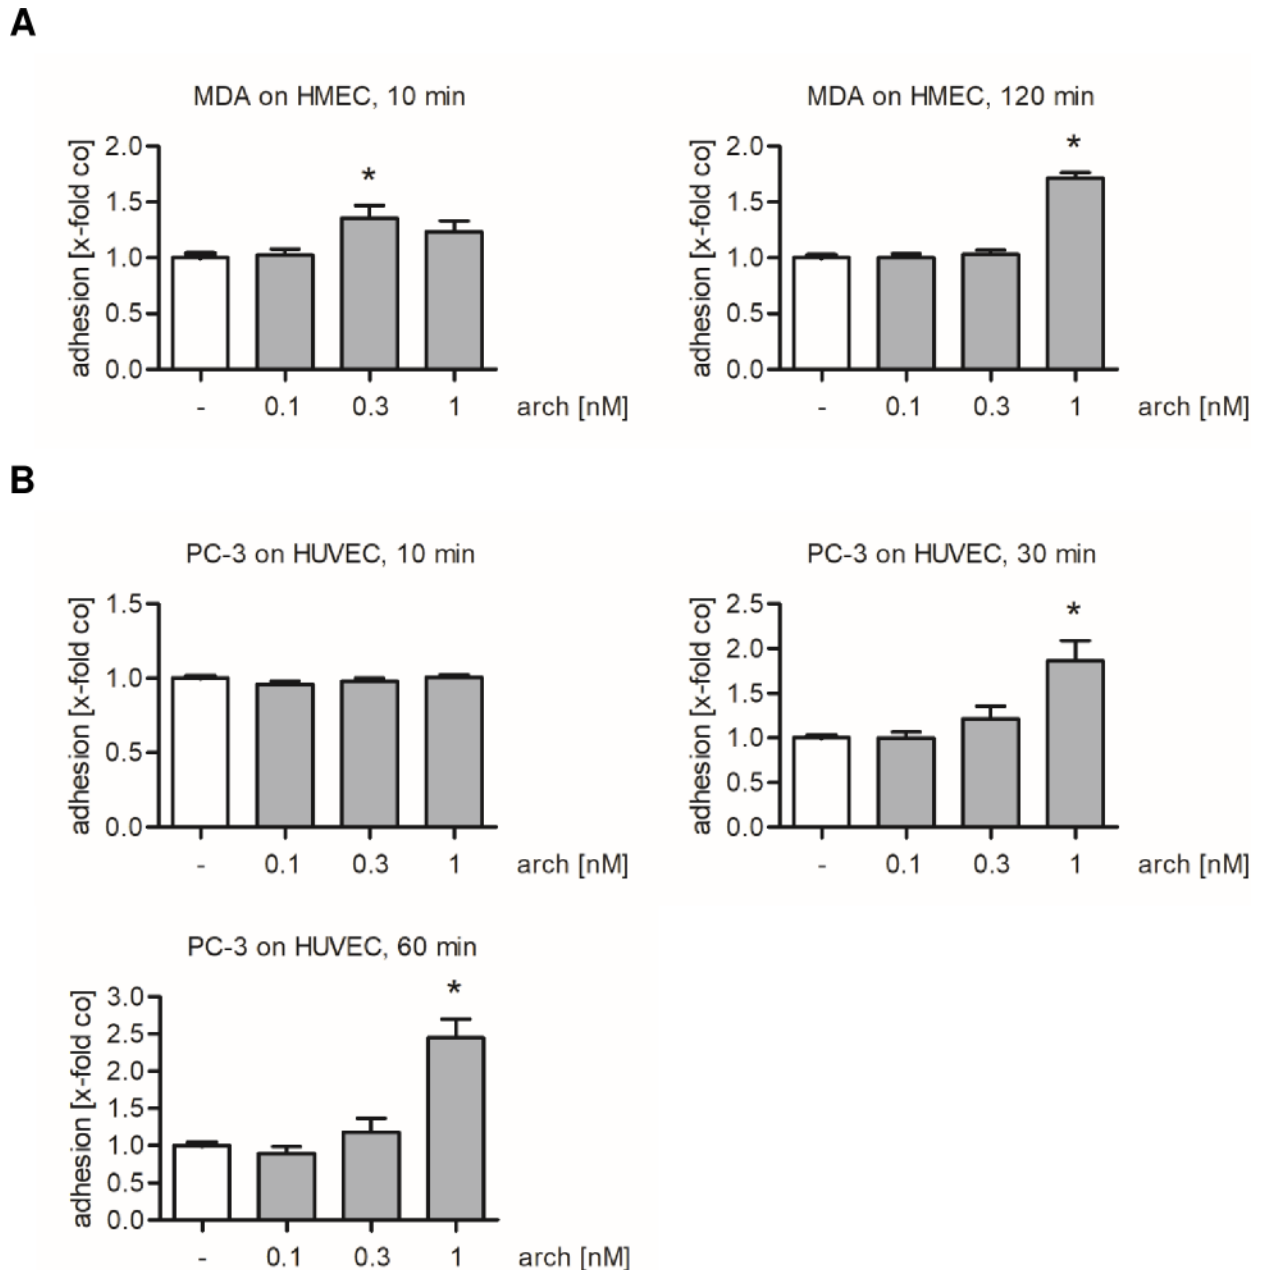 A
MDA on HMEC, 10 min
adhesion [x-fold co]
2.0
1.5
1.0
0.5
0.0
*
- 0.1 0.3 1 arch [nM]
MDA on HMEC, 120 min
adhesion [x-fold co]
2.0
1.5
1.0
0.5
0.0
*
- 0.1 0.3 1 arch [nM]
B
PC-3 on HUVEC, 10 min
adhesion [x-fold co]
1.5
1.0
0.5
0.0
- 0.1 0.3 1 arch [nM]
PC-3 on HUVEC, 30 min
adhesion [x-fold co]
2.5
2.0
1.5
1.0
0.5
0.0
*
- 0.1 0.3 1 arch [nM]
PC-3 on HUVEC, 60 min
adhesion [x-fold co]
3.0
2.5
2.0
1.5
1.0
0.5
0.0
*
- 0.1 0.3 1 arch [nM]